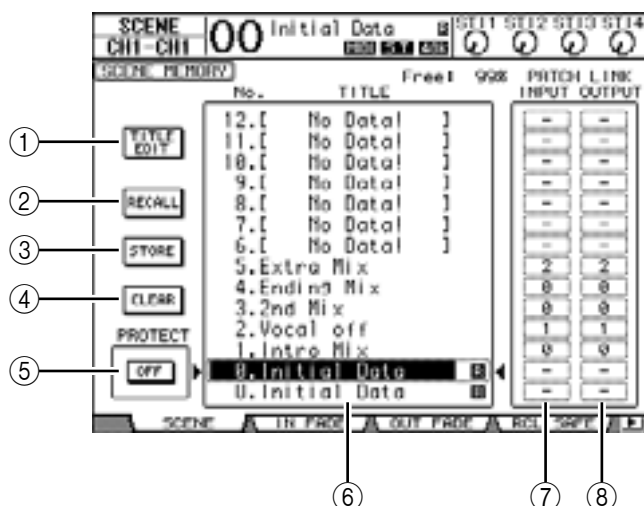 SCENE
CH1-CH1
00
Initial Data
ST1 ST2 ST3 ST4
SCENE MEMORY
Free: 99%
PATCH LINK
No. TITLE
INPUT OUTPUT
12.[ No Data! ] - -
11.[ No Data! ] - -
10.[ No Data! ] - -
9.[ No Data! ] - -
8.[ No Data! ] - -
7.[ No Data! ] - -
6.[ No Data! ] - -
5.Extra Mix 2 2
4.Ending Mix 0 0
3.2nd Mix 0 0
2.Vocal off 1 1
1.Intro Mix 0 0
0.Initial Data R - -
U.Initial Data - -
1 TITLE EDIT
2 RECALL
3 STORE
4 CLEAR
PROTECT
5 OFF
SCENE IN FADE OUT FADE RCL SAFE
6 7 8